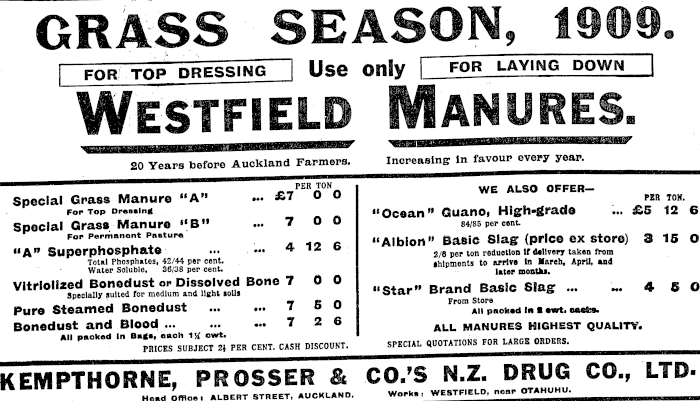 GRASS SEASON, 1909.
FOR TOP DRESSING Use only FOR LAYING DOWN
WESTFIELD MANURES.
20 Years before Auckland Farmers. Increasing in favour every year.
PER TON
Special Grass Manure "A" ... £7 0 0
For Top Dressing
Special Grass Manure "B" 7 0 0
For Permanent Pasture
"A" Superphosphate ... ... 4 12 6
Total Phosphates, 42/44 per cent.
Water Soluble, 36/38 per cent.
Vitriolized Bonedust or Dissolved Bone 7 0 0
Specially suited for medium and light soils
Pure Steamed Bonedust ... ... 7 5 0
Bonedust and Blood ... ... ... 7 2 6
All packed in Bags, each 1½ cwt.
PRICES SUBJECT 2½ PER CENT. CASH DISCOUNT.
WE ALSO OFFER—
PER TON.
"Ocean" Guano, High-grade ... £5 12 6
84/85 per cent.
"Albion" Basic Slag (price ex store) 3 15 0
2/6 per ton reduction if delivery taken from
shipments to arrive in March, April, and
later months.
"Star" Brand Basic Slag ... ... 4 5 0
From Store
All packed in 2 cwt. casks.
ALL MANURES HIGHEST QUALITY.
SPECIAL QUOTATIONS FOR LARGE ORDERS.
KEMPTHORNE, PROSSER & CO.'S N.Z. DRUG CO., LTD.
Head Office: ALBERT STREET, AUCKLAND. Works: WESTFIELD, near OTAHUHU.